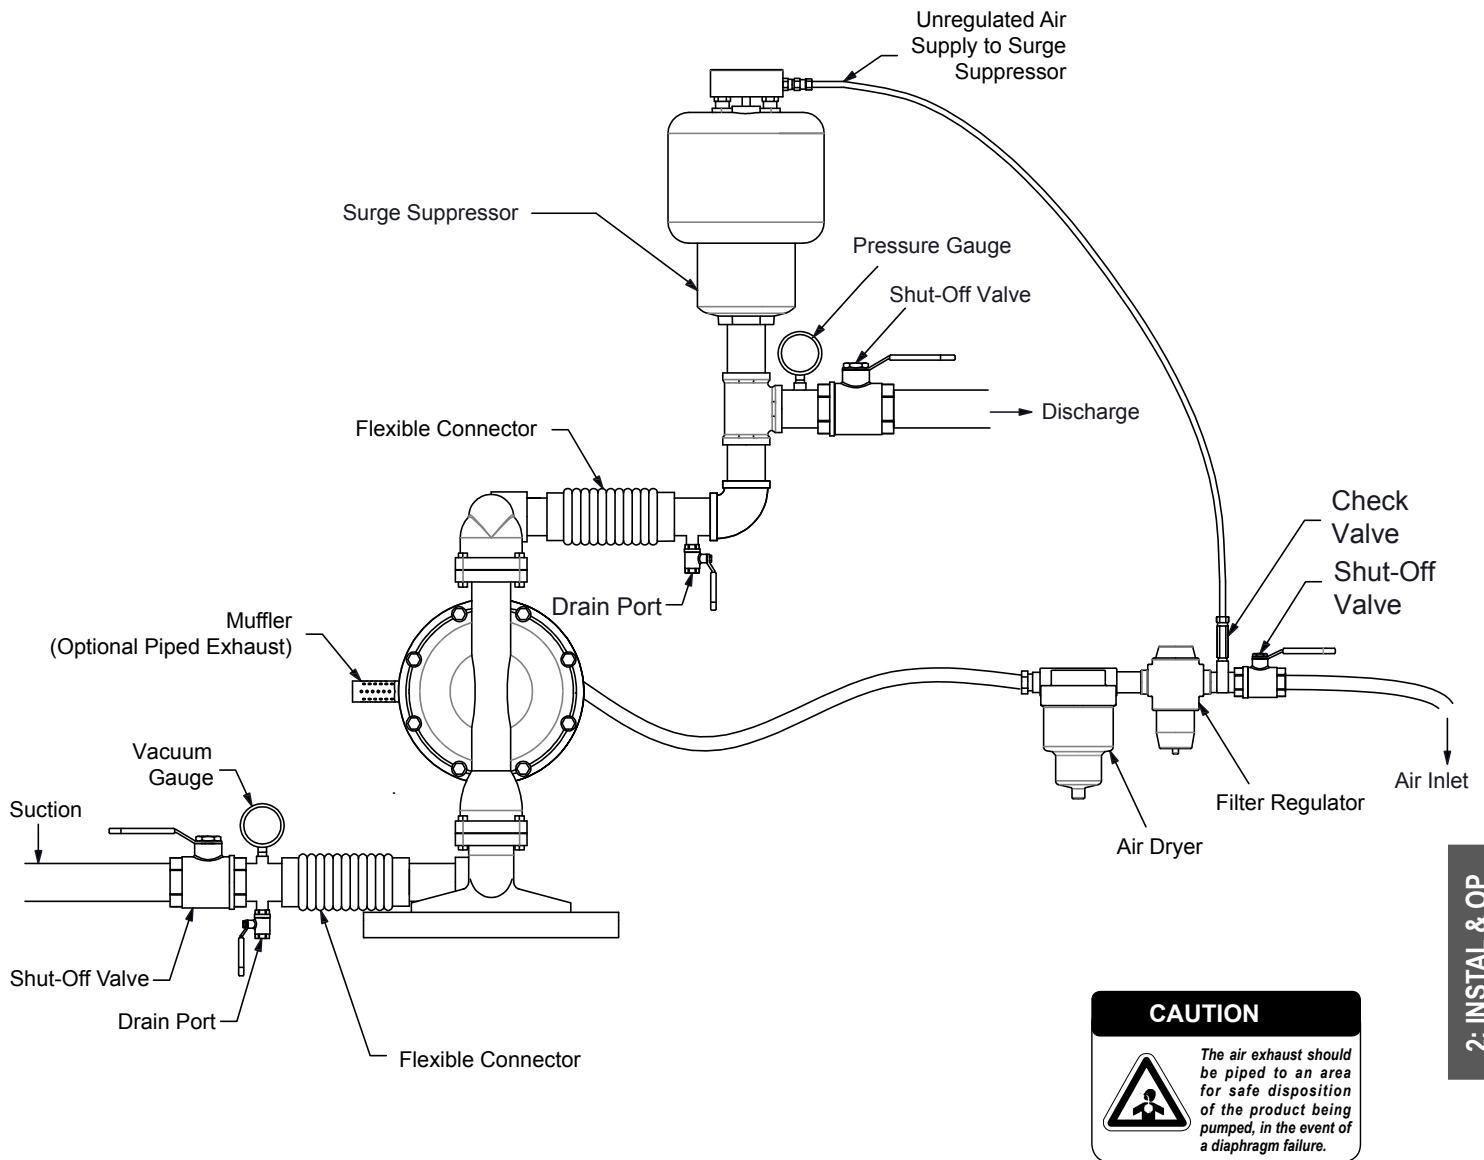 Unregulated Air
Supply to Surge
Suppressor
Surge Suppressor
Pressure Gauge
Shut-Off Valve
Discharge
Flexible Connector
Check
Valve
Shut-Off
Valve
Drain Port
Muffler
(Optional Piped Exhaust)
Vacuum
Gauge
Suction
Air Inlet
Filter Regulator
Air Dryer
Shut-Off Valve
Drain Port
Flexible Connector
2: INSTAL & OP
CAUTION
The air exhaust should
be piped to an area
for safe disposition
of the product being
pumped, in the event of
a diaphragm failure.